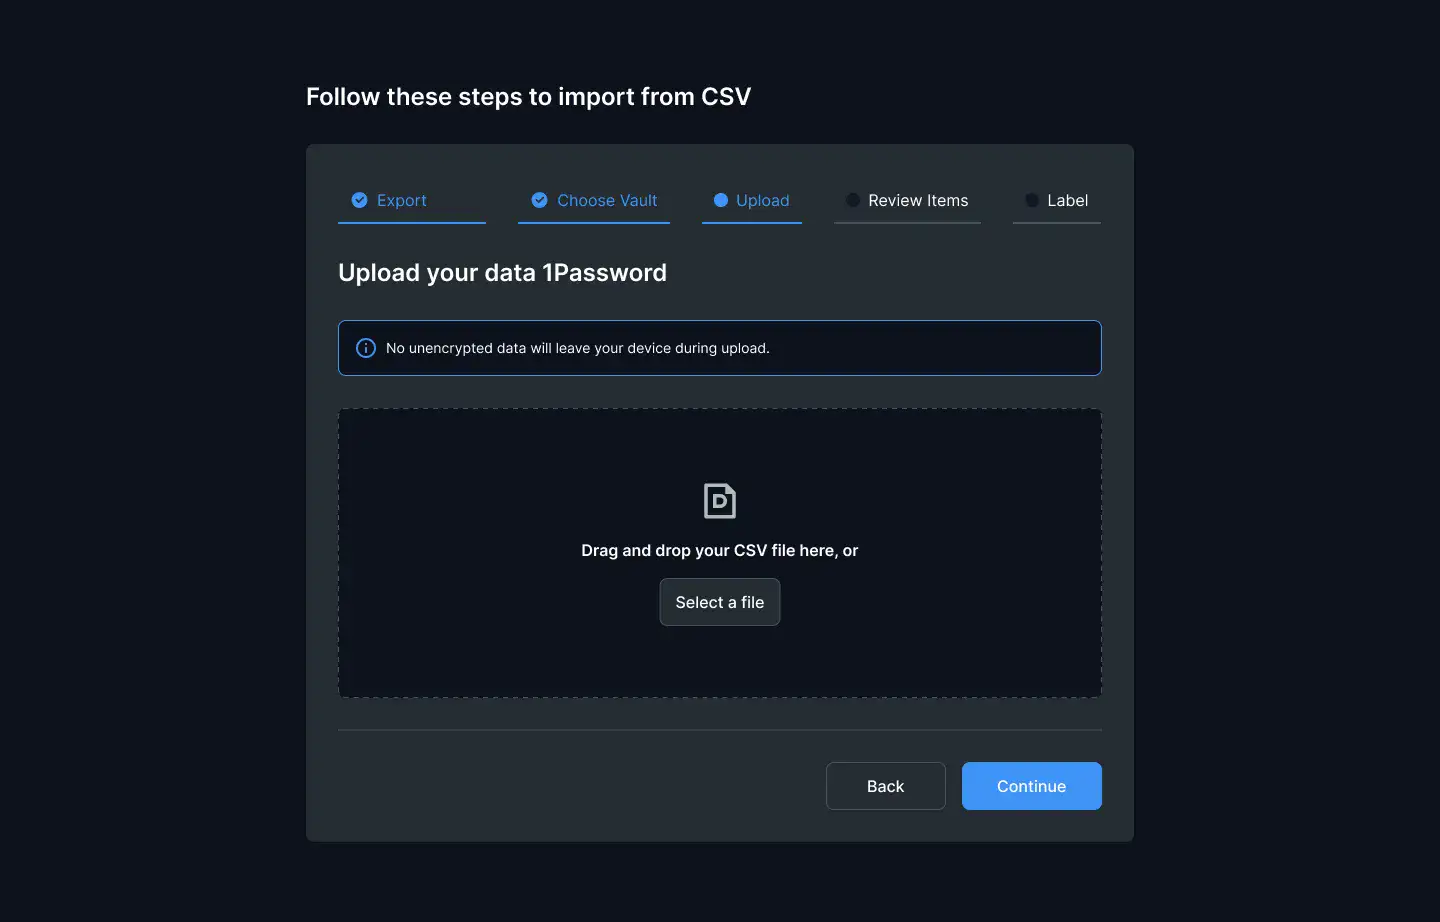 Follow these steps to import from CSV
Export
Choose Vault
Upload
Review Items
Label
Upload your data 1Password
No unencrypted data will leave your device during upload.
D
Drag and drop your CSV file here, or
Select a file
Back
Continue